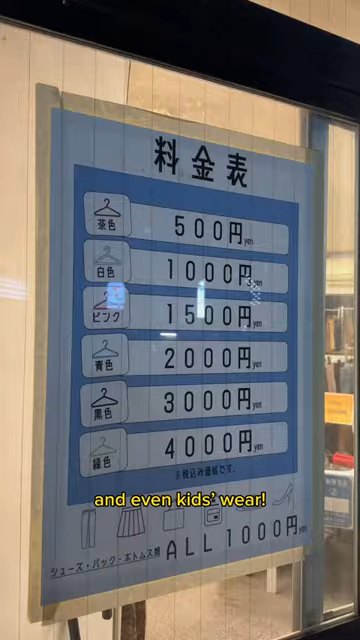 料金表
茶色 500円yen
白色 1000円yen
ピンク 1500円yen
青色 2000円yen
黒色 3000円yen
緑色 4000円yen
※税込み価格です。
and even kids' wear!
シューズ・バック・ボトムス類 ALL 1000円yen